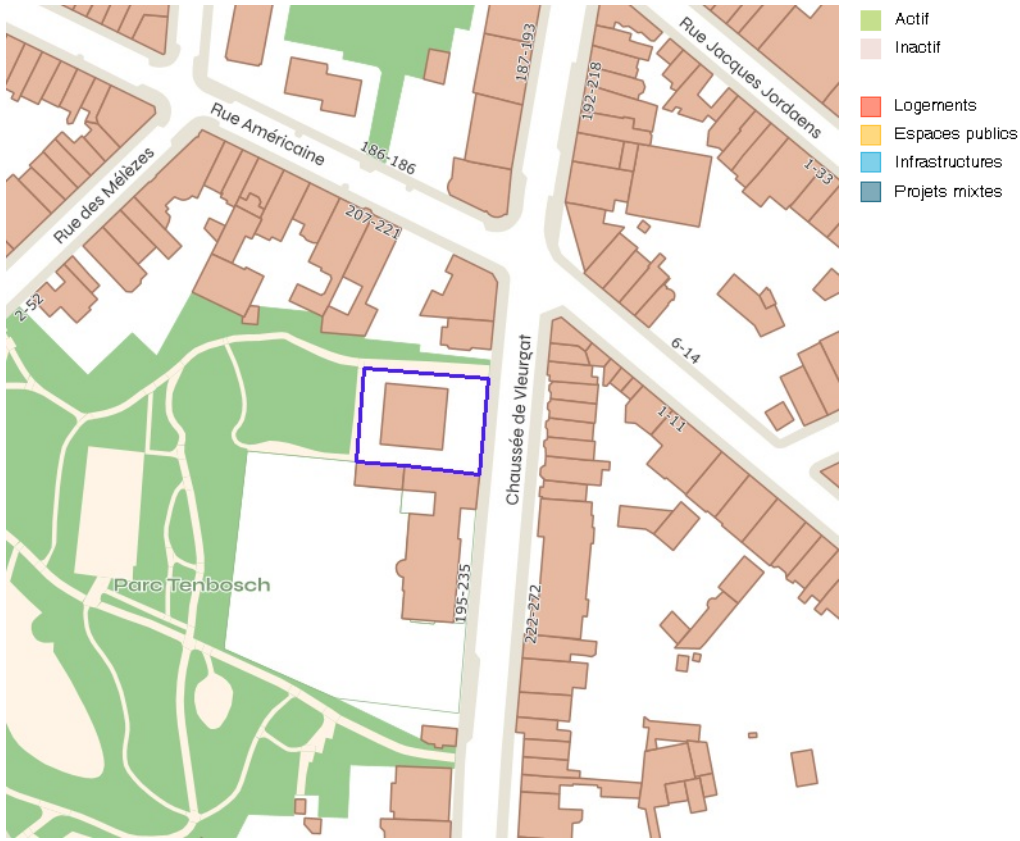 Actif
Inactif
Logements
Espaces publics
Infrastructures
Projets mixtes
187-193
192-218
Rue Jacques Jordaens
1-33
Rue Américaine
186-186
207-221
Rue des Mélèzes
2-52
6-14
1-11
Chaussée de Vleurgat
195-235
222-272
Parc Tenbosch